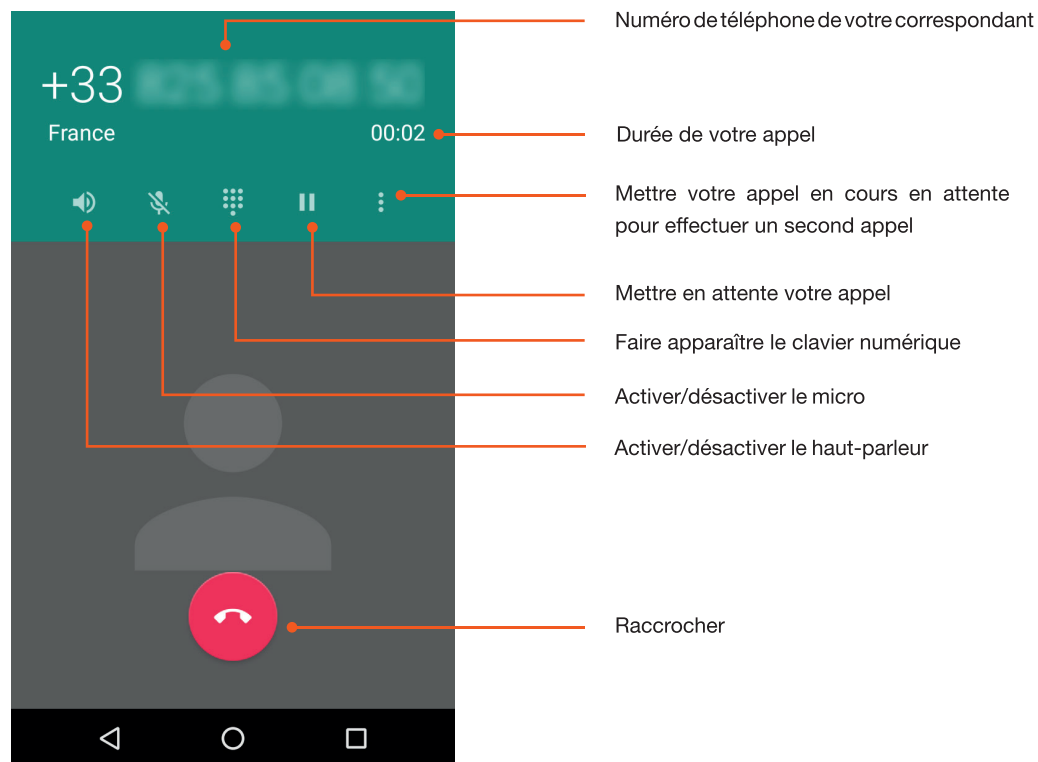 Numéro de téléphone de votre correspondant
+33
France
00:02
Durée de votre appel
Mettre votre appel en cours en attente
pour effectuer un second appel
Mettre en attente votre appel
Faire apparaître le clavier numérique
Activer/désactiver le micro
Activer/désactiver le haut-parleur
Raccrocher